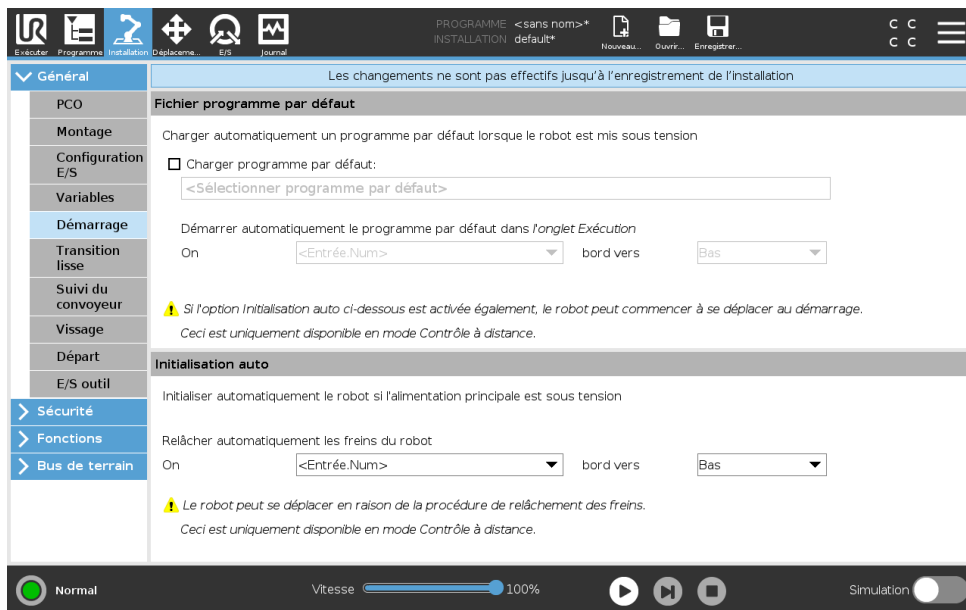 PROGRAMME <sans nom>*
INSTALLATION default*
Exécuter Programme Installation Déplaceme... E/S Journal Nouveau... Ouvrir... Enregistrer...
C C
C C
Général
PCO
Montage
Configuration
E/S
Variables
Démarrage
Transition
lisse
Suivi du
convoyeur
Vissage
Départ
E/S outil
Sécurité
Fonctions
Bus de terrain
Les changements ne sont pas effectifs jusqu'à l'enregistrement de l'installation
Fichier programme par défaut
Charger automatiquement un programme par défaut lorsque le robot est mis sous tension
Charger programme par défaut:
<Sélectionner programme par défaut>
Démarrer automatiquement le programme par défaut dans l'onglet Exécution
On <Entrée.Num> bord vers Bas
Si l'option Initialisation auto ci-dessous est activée également, le robot peut commencer à se déplacer au démarrage.
Ceci est uniquement disponible en mode Contrôle à distance.
Initialisation auto
Initialiser automatiquement le robot si l'alimentation principale est sous tension
Relâcher automatiquement les freins du robot
On <Entrée.Num> bord vers Bas
Le robot peut se déplacer en raison de la procédure de relâchement des freins.
Ceci est uniquement disponible en mode Contrôle à distance.
Normal Vitesse 100% Simulation